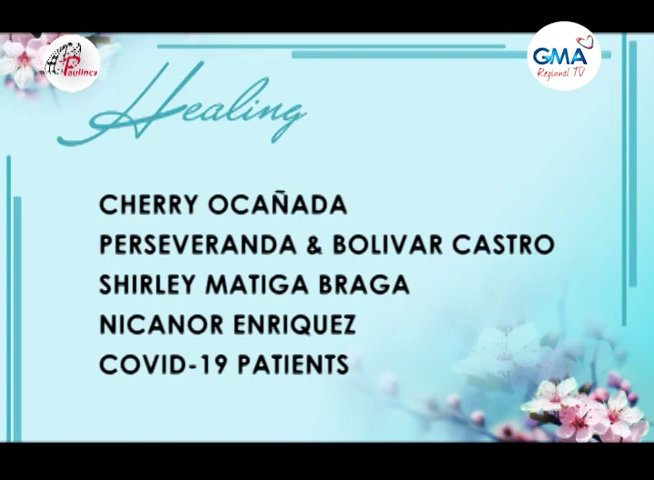 Paulines
GMA
Regional TV
Healing
CHERRY OCAÑADA
PERSEVERANDA & BOLIVAR CASTRO
SHIRLEY MATIGA BRAGA
NICANOR ENRIQUEZ
COVID-19 PATIENTS